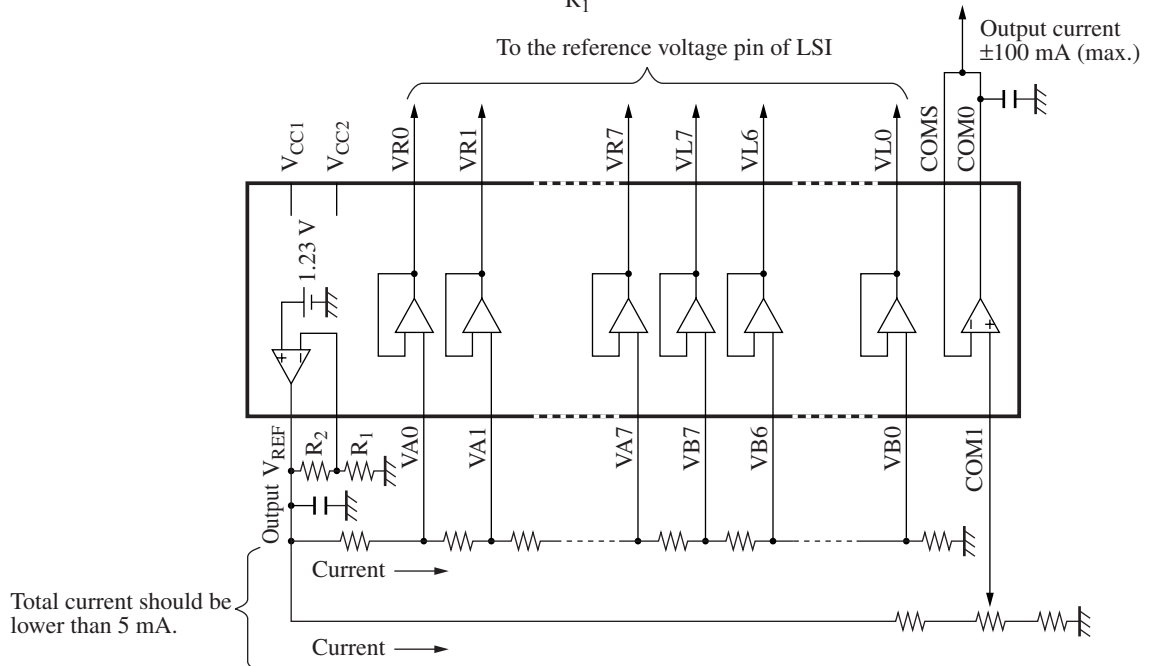 R1
To the reference voltage pin of LSI
Output current
±100 mA (max.)
VCC1
VCC2
VR0
VR1
VR7
VL7
VL6
VL0
COMS
COM0
1.23 V
+ −
− +
Output VREF
R2
R1
VA0
VA1
VA7
VB7
VB6
VB0
COM1
Current
Total current should be
lower than 5 mA.
Current